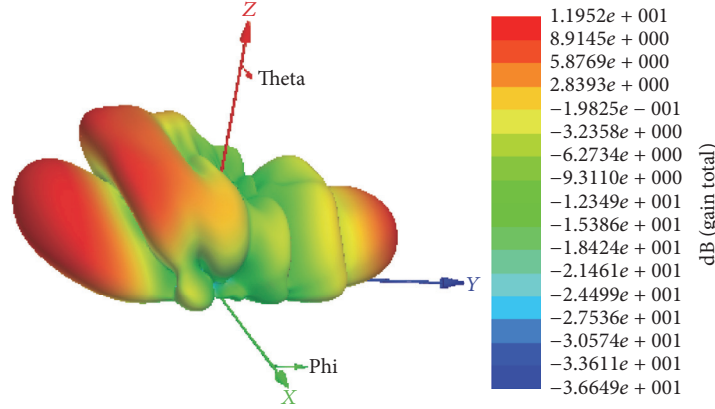 Z
Theta
Y
Phi
X
1.1952e + 001
8.9145e + 000
5.8769e + 000
2.8393e + 000
−1.9825e − 001
−3.2358e + 000
−6.2734e + 000
−9.3110e + 000
−1.2349e + 001
−1.5386e + 001
−1.8424e + 001
−2.1461e + 001
−2.4499e + 001
−2.7536e + 001
−3.0574e + 001
−3.3611e + 001
−3.6649e + 001
dB (gain total)